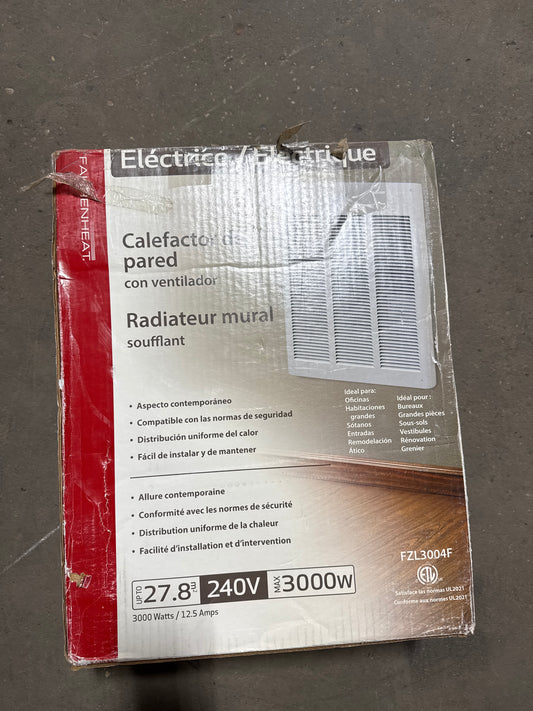 FAHRENHEAT
Eléctrico / Electrique
Calefactor de
pared
con ventilador
Radiateur mural
soufflant
• Aspecto contemporáneo
• Compatible con las normas de seguridad
• Distribución uniforme del calor
• Fácil de instalar y de mantener
Ideal para:
Oficinas
Habitaciones
grandes
Sótanos
Entradas
Remodelación
Ático
Idéal pour :
Bureaux
Grandes pièces
Sous-sols
Vestibules
Rénovation
Grenier
• Allure contemporaine
• Conformité avec les normes de sécurité
• Distribution uniforme de la chaleur
• Facilité d'installation et d'intervention
FZL3004F
ETL
Satisface las normas UL2021
Conforme aux normes UL2021
UP TO 27.8 m² 240V MAX 3000W
3000 Watts / 12.5 Amps